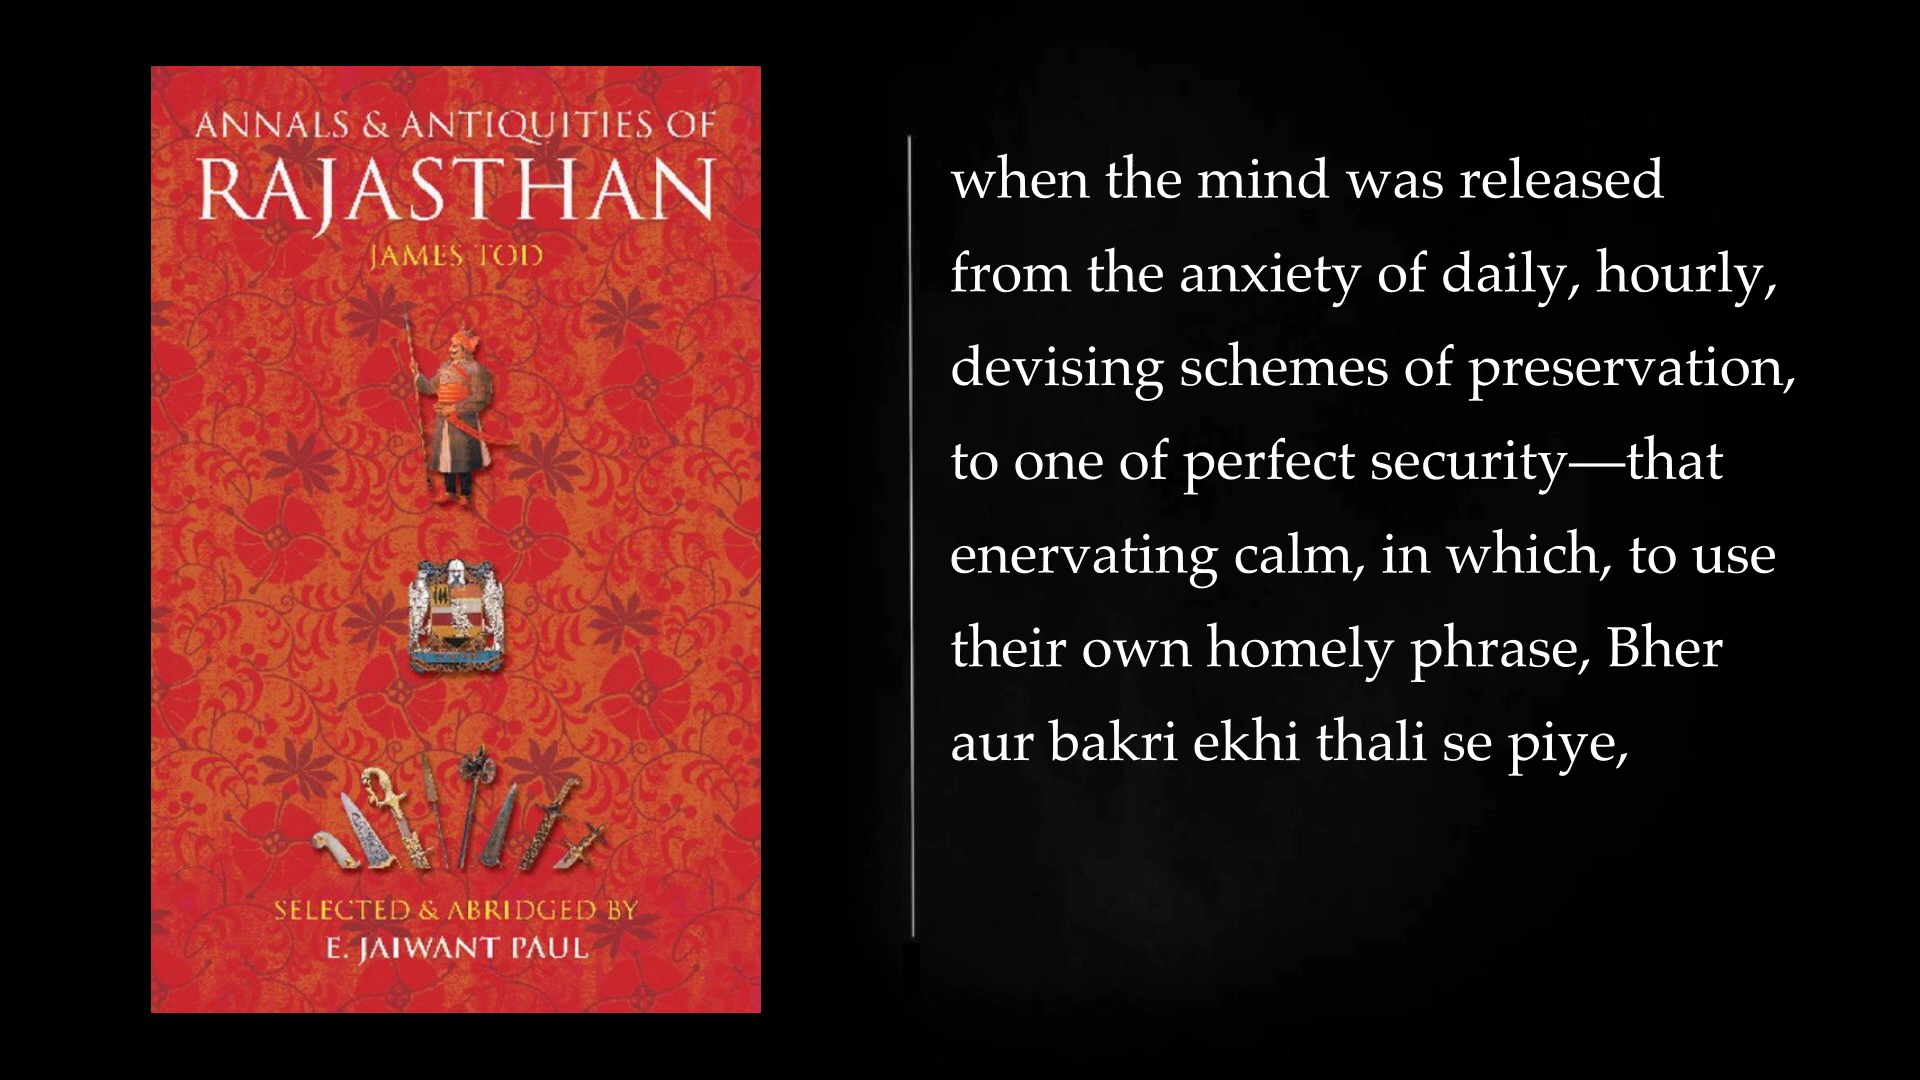 ANNALS & ANTIQUITIES OF
RAJASTHAN
JAMES TOD
SELECTED & ABRIDGED BY
E. JAIWANT PAUL
when the mind was released
from the anxiety of daily, hourly,
devising schemes of preservation,
to one of perfect security—that
enervating calm, in which, to use
their own homely phrase, Bher
aur bakri ekhi thali se piye,